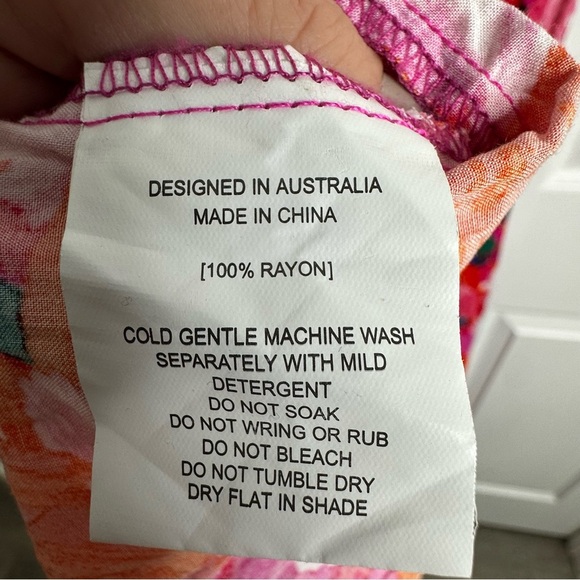 DESIGNED IN AUSTRALIA
MADE IN CHINA
[100% RAYON]
COLD GENTLE MACHINE WASH
SEPARATELY WITH MILD
DETERGENT
DO NOT SOAK
DO NOT WRING OR RUB
DO NOT BLEACH
DO NOT TUMBLE DRY
DRY FLAT IN SHADE